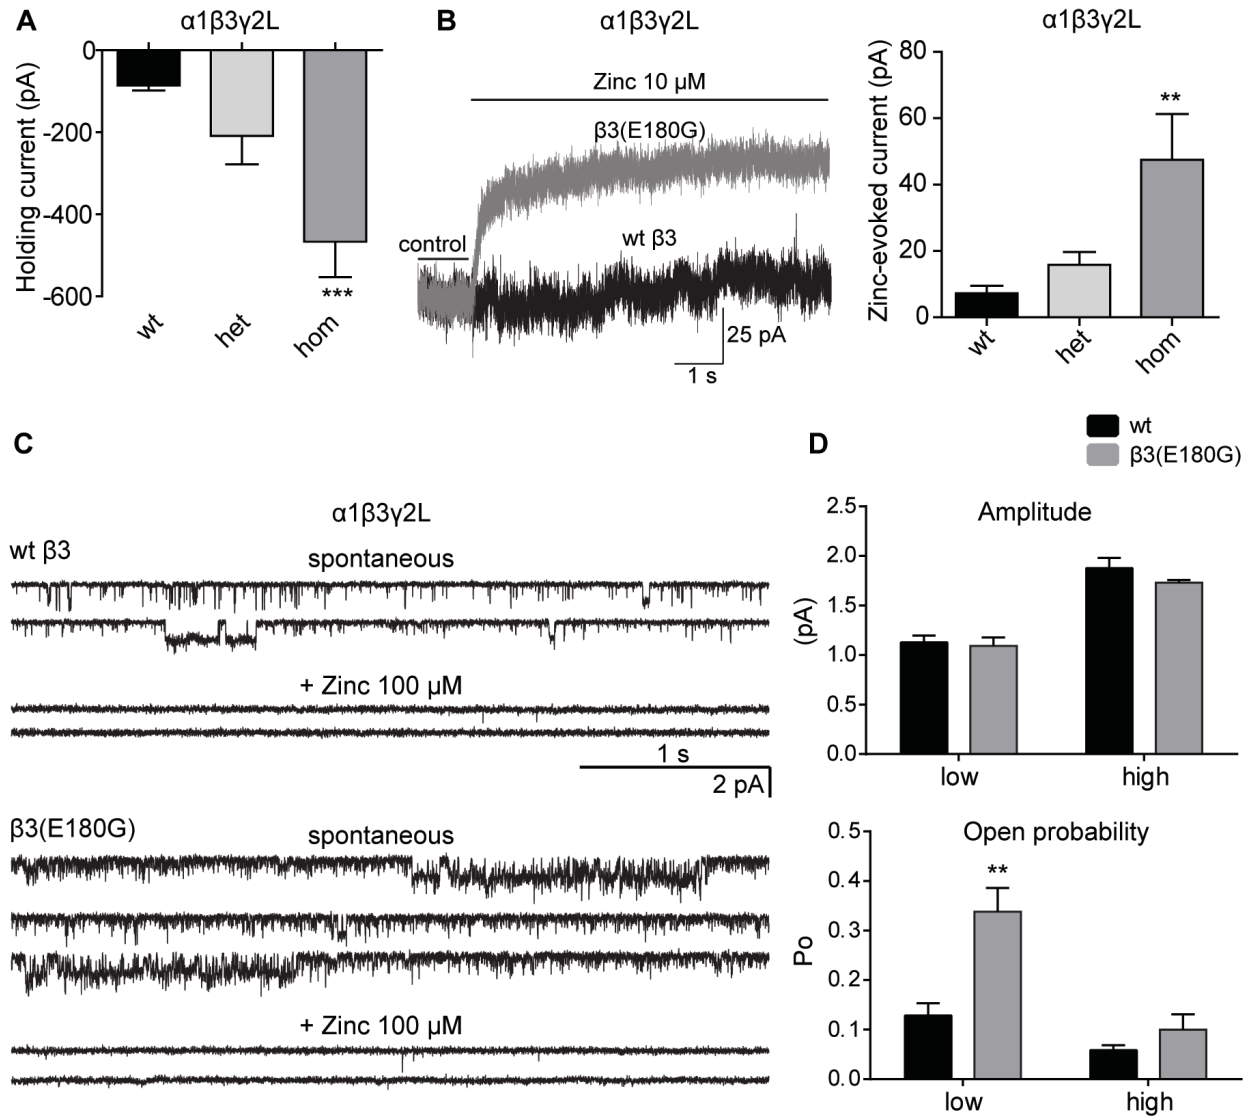 A
α1β3γ2L
Holding current (pA)
0
-200
-400
-600
***
wt
het
hom
B
α1β3γ2L
Zinc 10 µM
β3(E180G)
control
wt β3
25 pA
1 s
α1β3γ2L
Zinc-evoked current (pA)
80
60
40
20
0
**
wt
het
hom
C
α1β3γ2L
wt β3
spontaneous
+ Zinc 100 µM
1 s
2 pA
β3(E180G)
spontaneous
+ Zinc 100 µM
D
wt
β3(E180G)
Amplitude
(pA)
2.5
2.0
1.5
1.0
0.5
0.0
low
high
Open probability
Po
0.5
0.4
0.3
0.2
0.1
0.0
**
low
high